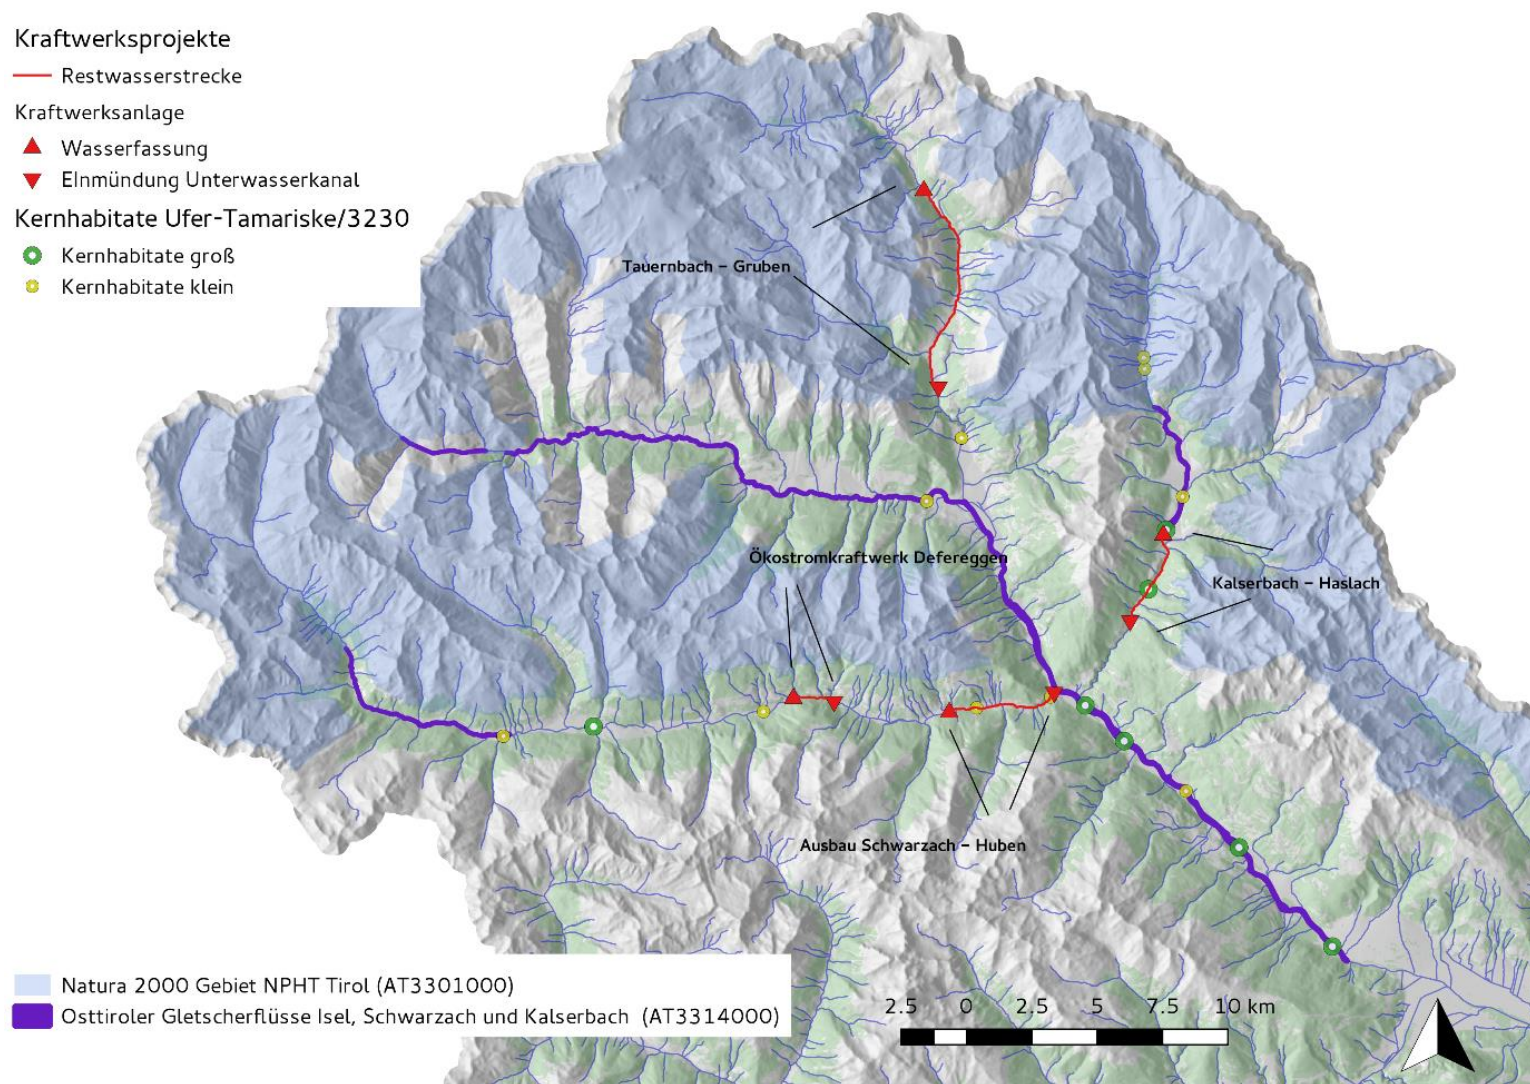 Kraftwerksprojekte
Restwasserstrecke
Kraftwerksanlage
Wasserfassung
EInmündung Unterwasserkanal
Kernhabitate Ufer-Tamariske/3230
Kernhabitate groß
Kernhabitate klein
Tauernbach – Gruben
Ökostromkraftwerk Defereggen
Kalserbach – Haslach
Ausbau Schwarzach – Huben
Natura 2000 Gebiet NPHT Tirol (AT3301000)
Osttiroler Gletscherflüsse Isel, Schwarzach und Kalserbach (AT3314000)
2.5 0 2.5 5 7.5 10 km